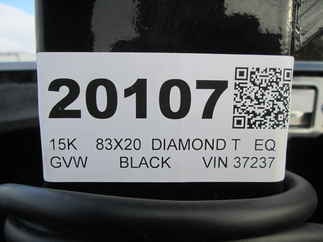 20107
15K 83X20 DIAMOND T EQ
GVW BLACK VIN 37237